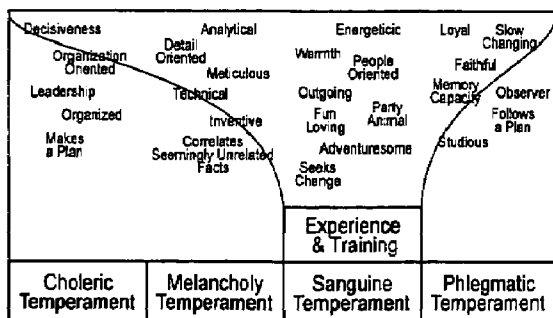 Decisiveness
Organization
Oriented
Leadership
Organized
Makes
a Plan
Analytical
Detail
Oriented
Meticulous
Technical
Inventive
Correlates
Seemingly Unrelated
Facts
Energeticic
Warmth
People
Oriented
Outgoing
Party
Animal
Fun
Loving
Adventuresome
Seeks
Change
Loyal
Slow
Changing
Faithful
Memory
Capacity
Observer
Follows
a Plan
Studious
Experience
& Training
Choleric
Temperament
Melancholy
Temperament
Sanguine
Temperament
Phlegmatic
Temperament